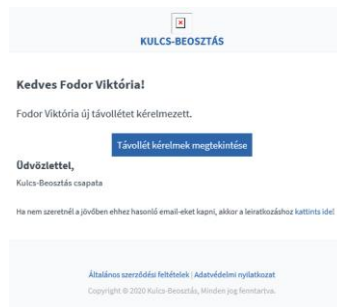 KULCS-BEOSZTÁS
Kedves Fodor Viktória!
Fodor Viktória új távollétet kérelmezett.
Távollét kérelmek megtekintése
Üdvözlettel,
Kulcs-Beosztás csapata
Ha nem szeretnél a jövőben ehhez hasonló email-eket kapni, akkor a leiratkozáshoz kattints ide!
Általános szerződési feltételek | Adatvédelmi nyilatkozat
Copyright © 2020 Kulcs-Beosztás, Minden jog fenntartva.